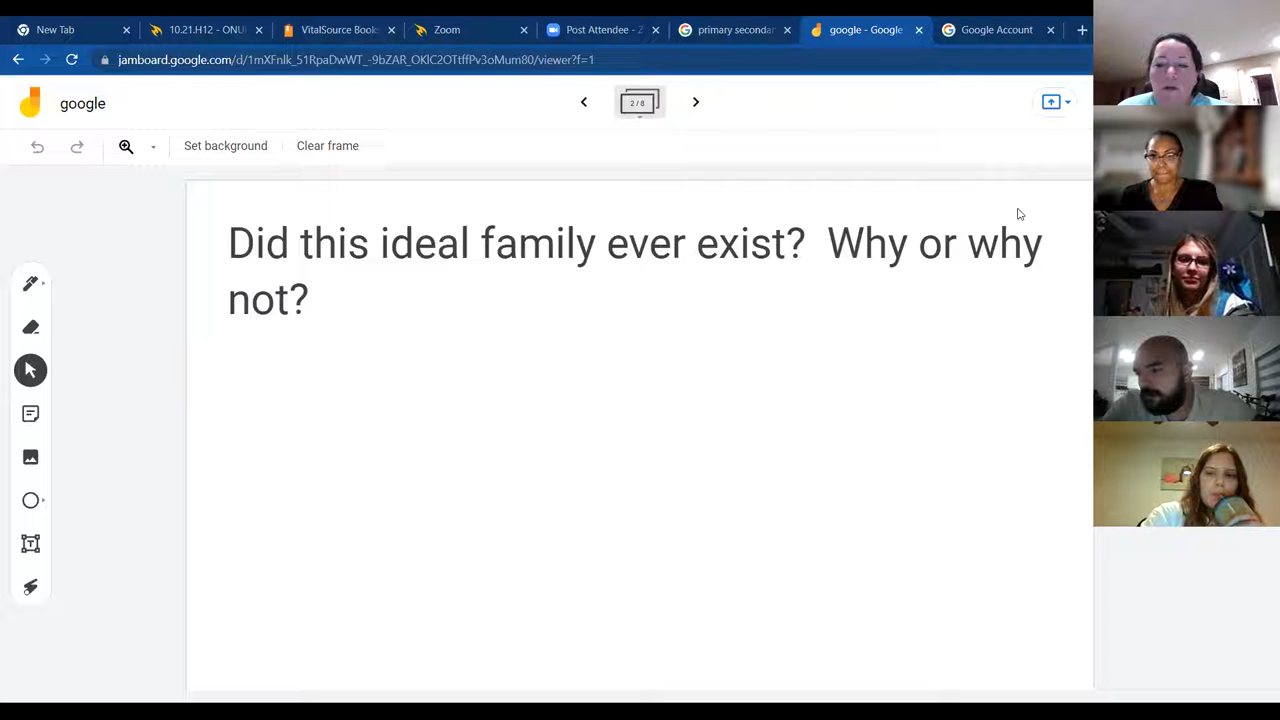 New Tab
10.21.H12 - ONU
VitalSource Book
Zoom
Post Attendee - Z
primary secondar
google - Google
Google Account
jamboard.google.com/d/1mXFnlk_51RpaDwWT_-9bZAR_OKlC2OTtffPv3oMum80/viewer?f=1
google
2 / 8
Set background
Clear frame
Did this ideal family ever exist? Why or why
not?